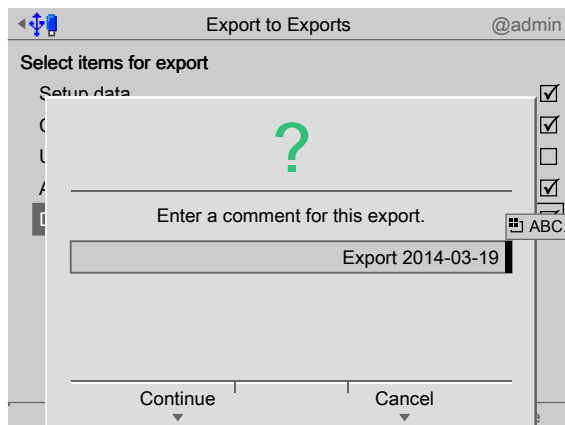 Export to Exports @admin
Select items for export
Setup data
Enter a comment for this export.
ABC
Export 2014-03-19
Continue Cancel